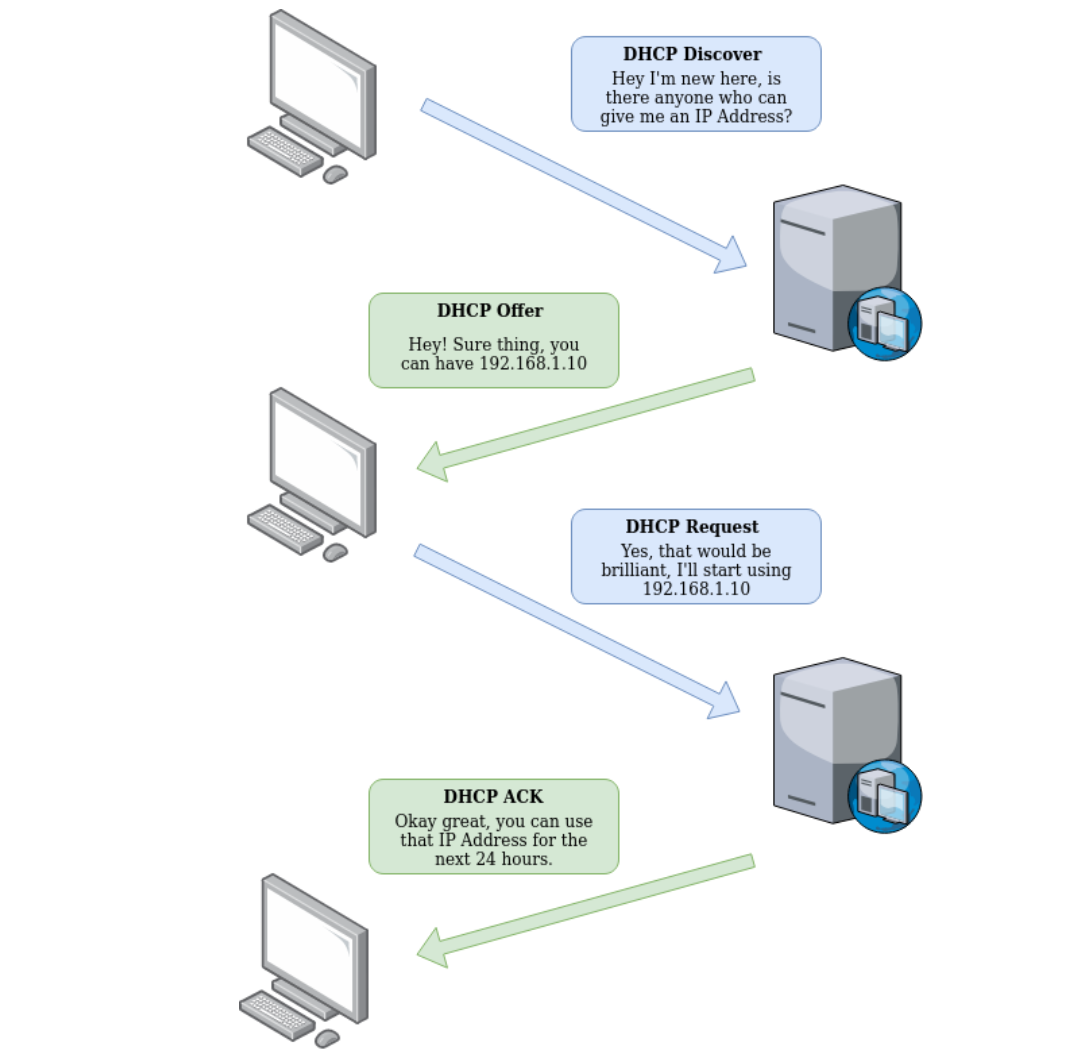 DHCP Discover
Hey I'm new here, is
there anyone who can
give me an IP Address?
DHCP Offer
Hey! Sure thing, you
can have 192.168.1.10
DHCP Request
Yes, that would be
brilliant, I'll start using
192.168.1.10
DHCP ACK
Okay great, you can use
that IP Address for the
next 24 hours.